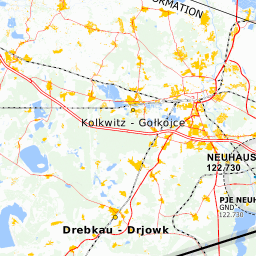 FORMATION
Kolkwitz - Gołkojce
NEUHAUS
122.730
PJE NEUH
GND
122.730
Drebkau - Drjowk